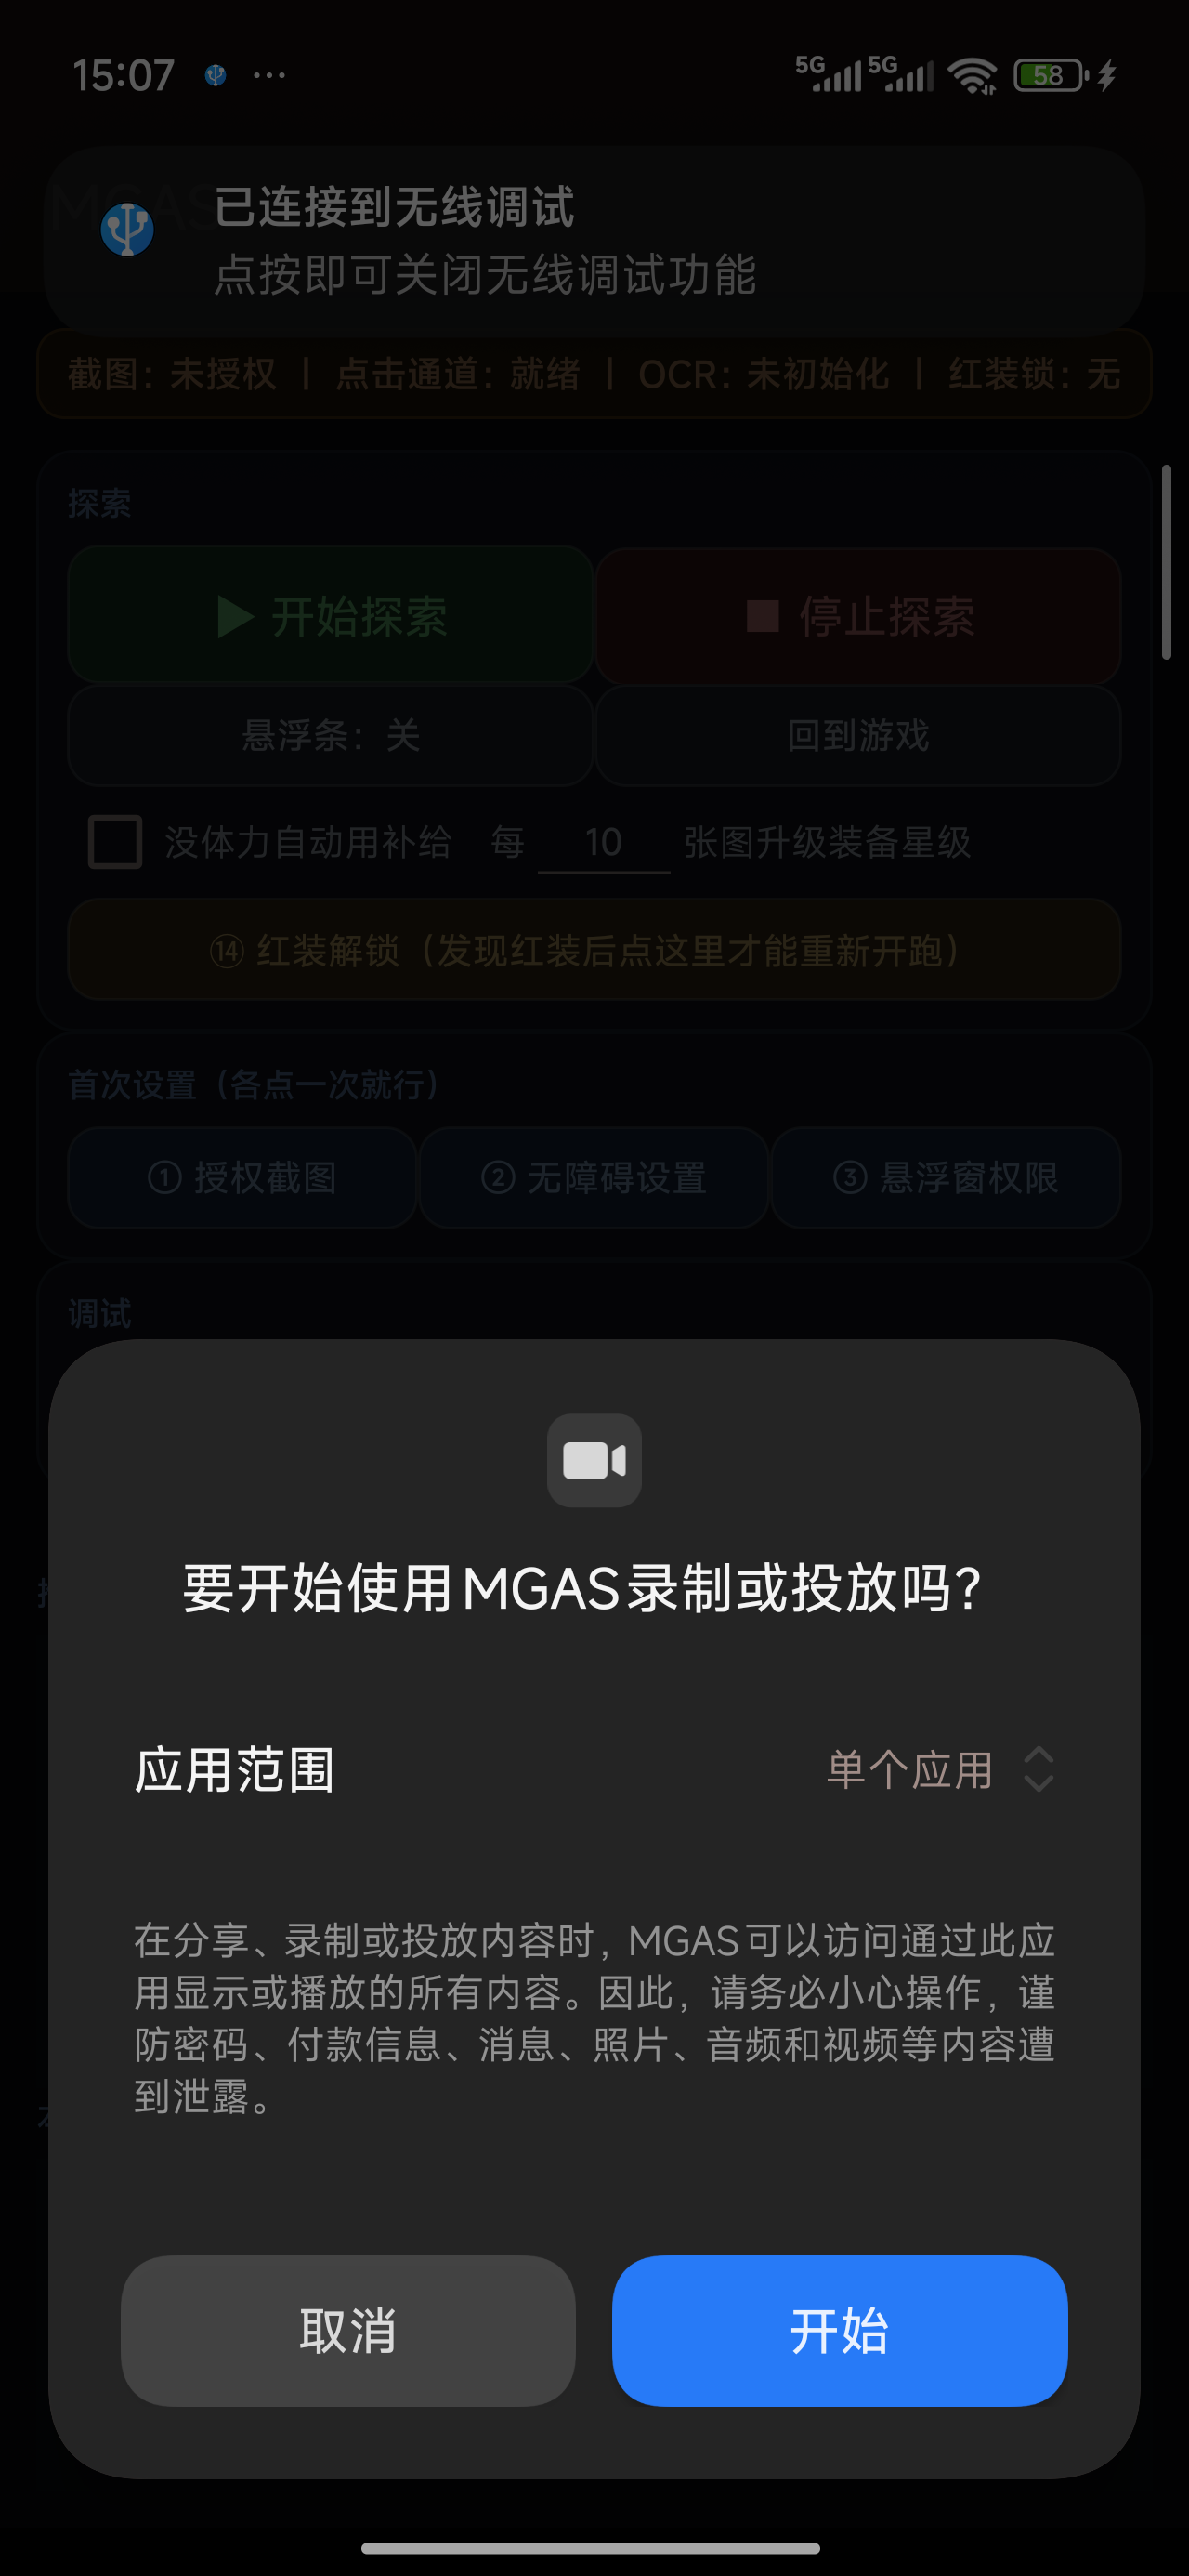 15:07 ··· 5G 5G 58
MGAS
已连接到无线调试
点按即可关闭无线调试功能
截图：未授权 | 点击通道：就绪 | OCR：未初始化 | 红装锁：无
探索
▶ 开始探索 ■ 停止探索
悬浮条：关 回到游戏
没体力自动用补给 每 10 张图升级装备星级
⑭ 红装解锁（发现红装后点这里才能重新开跑）
首次设置（各点一次就行）
① 授权截图 ② 无障碍设置 ③ 悬浮窗权限
调试
要开始使用 MGAS 录制或投放吗？
应用范围 单个应用
在分享、录制或投放内容时，MGAS 可以访问通过此应
用显示或播放的所有内容。因此，请务必小心操作，谨
防密码、付款信息、消息、照片、音频和视频等内容遭
到泄露。
取消 开始